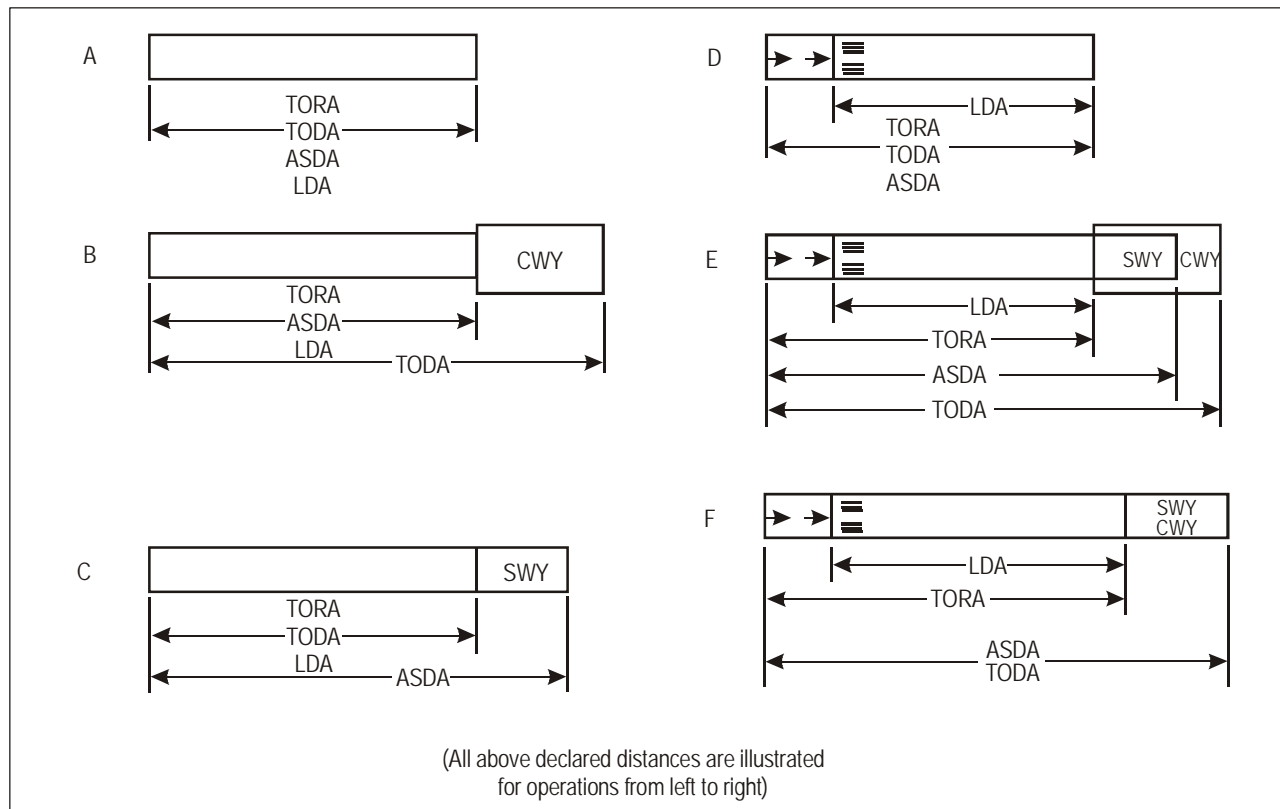 A
TORA
TODA
ASDA
LDA
B
CWY
TORA
ASDA
LDA
TODA
C
SWY
TORA
TODA
LDA
ASDA
D
LDA
TORA
TODA
ASDA
E
SWY
CWY
LDA
TORA
ASDA
TODA
F
SWY
CWY
LDA
TORA
ASDA
TODA
(All above declared distances are illustrated
for operations from left to right)